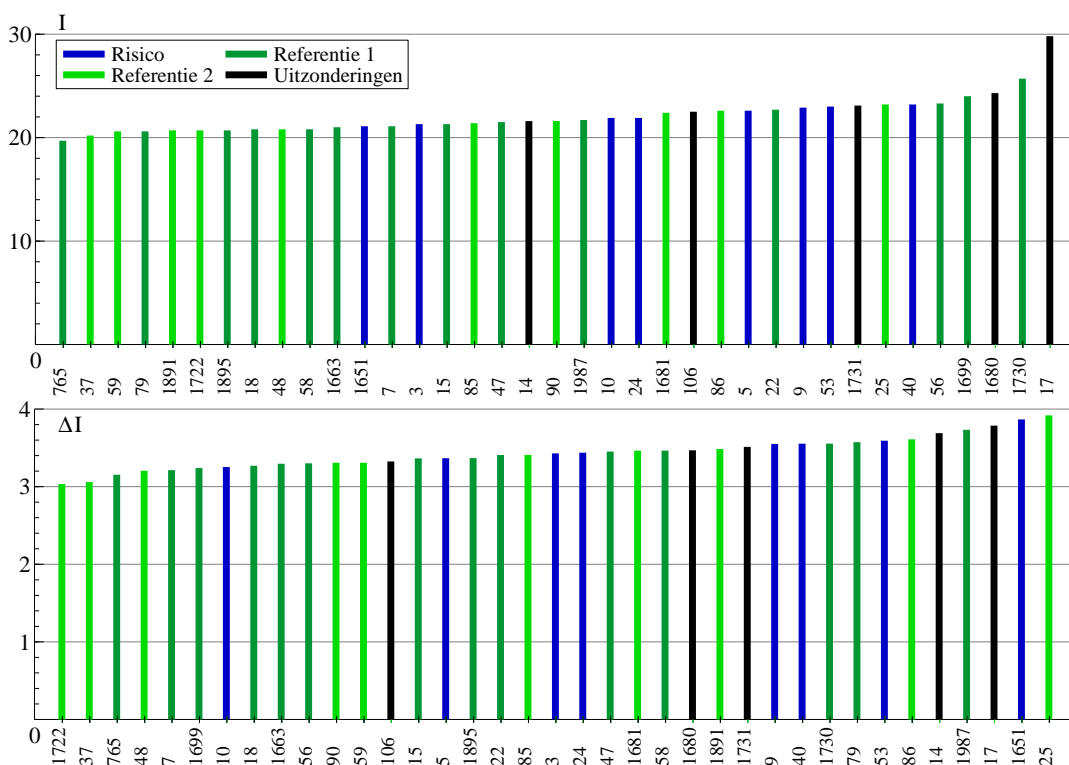 I
30
Risico
Referentie 1
Referentie 2
Uitzonderingen
20
10
0
765 37 59 79 1891 1722 1895 18 48 58 1663 1651 7 3 15 85 47 14 90 1987 10 24 1681 106 86 5 22 9 53 1731 25 40 56 1699 1680 1730 17
4
ΔI
3
2
1
0
1722 37 765 48 7 1699 10 18 1663 56 90 59 106 15 5 1895 22 85 3 24 47 1681 58 1680 1891 1731 9 40 1730 79 53 86 14 1987 17 1651 25